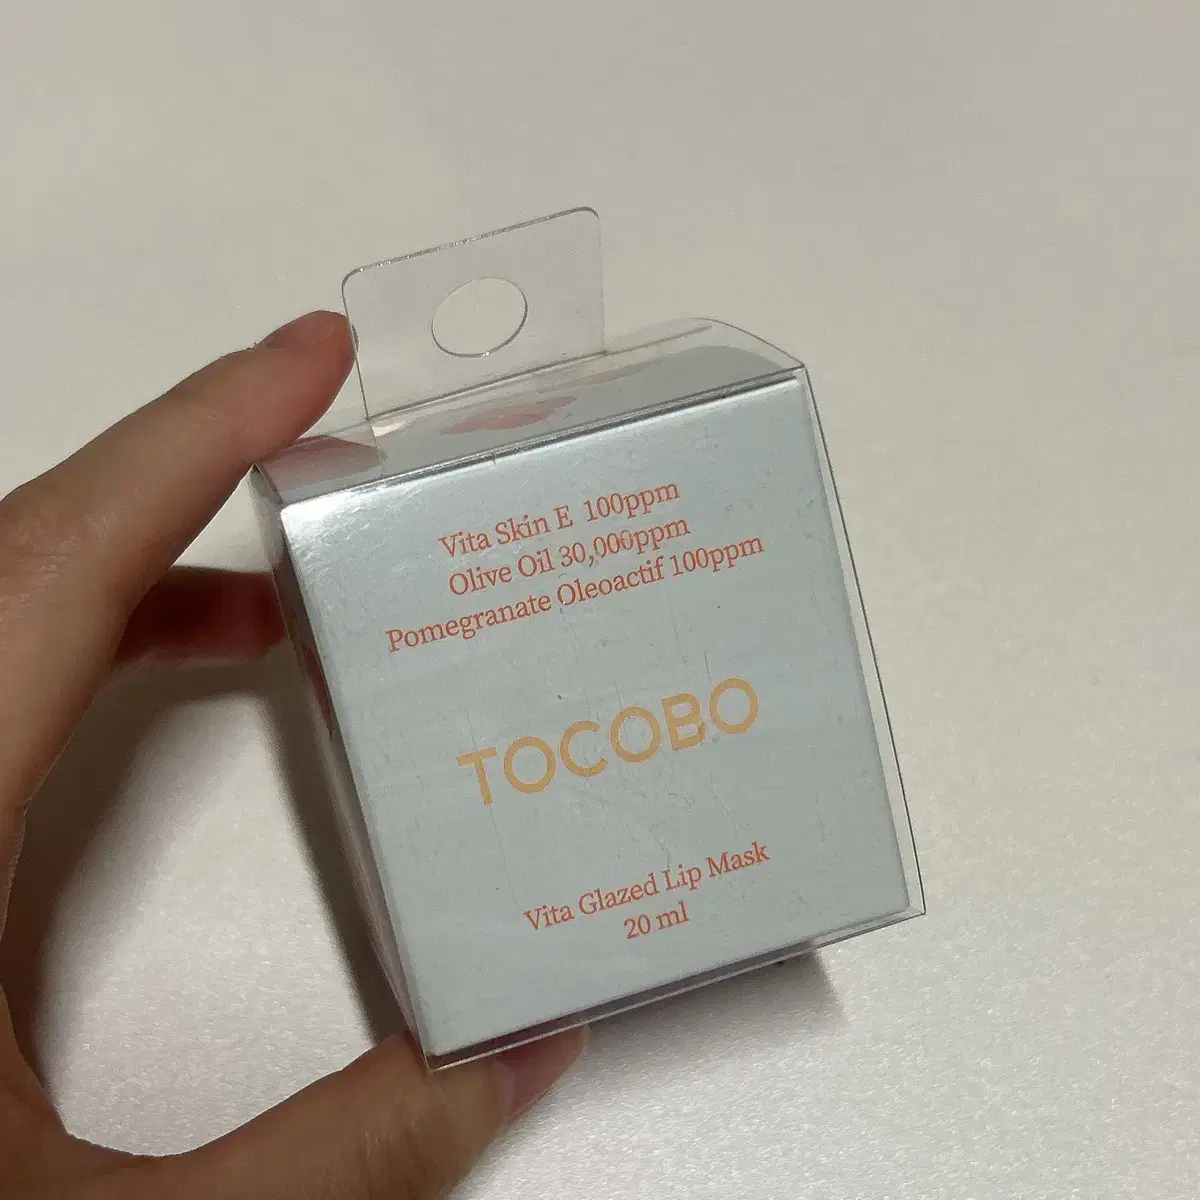 Vita Skin E 100ppm
Olive Oil 30,000ppm
Pomegranate Oleoactif 100ppm
TOCOBO
Vita Glazed Lip Mask
20 ml